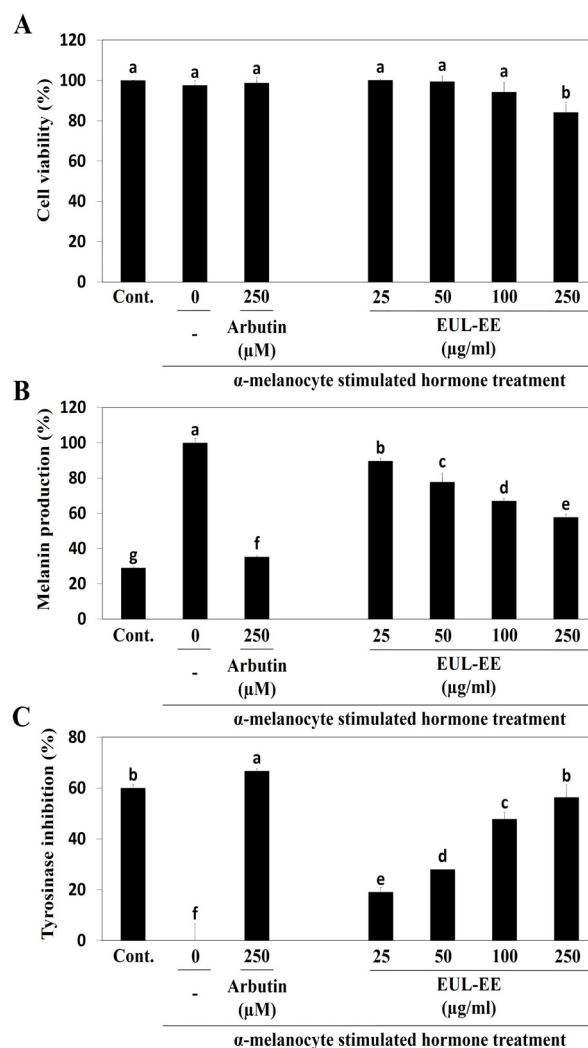 A
Cell viability (%)
120
100
80
60
40
20
0
a a a a a a b
Cont. 0 250 25 50 100 250
- Arbutin (μM) EUL-EE (μg/ml)
α-melanocyte stimulated hormone treatment
B
Melanin production (%)
120
100
80
60
40
20
0
g a f b c d e
Cont. 0 250 25 50 100 250
- Arbutin (μM) EUL-EE (μg/ml)
α-melanocyte stimulated hormone treatment
C
Tyrosinase inhibition (%)
80
60
40
20
0
b f a e d c b
Cont. 0 250 25 50 100 250
- Arbutin (μM) EUL-EE (μg/ml)
α-melanocyte stimulated hormone treatment